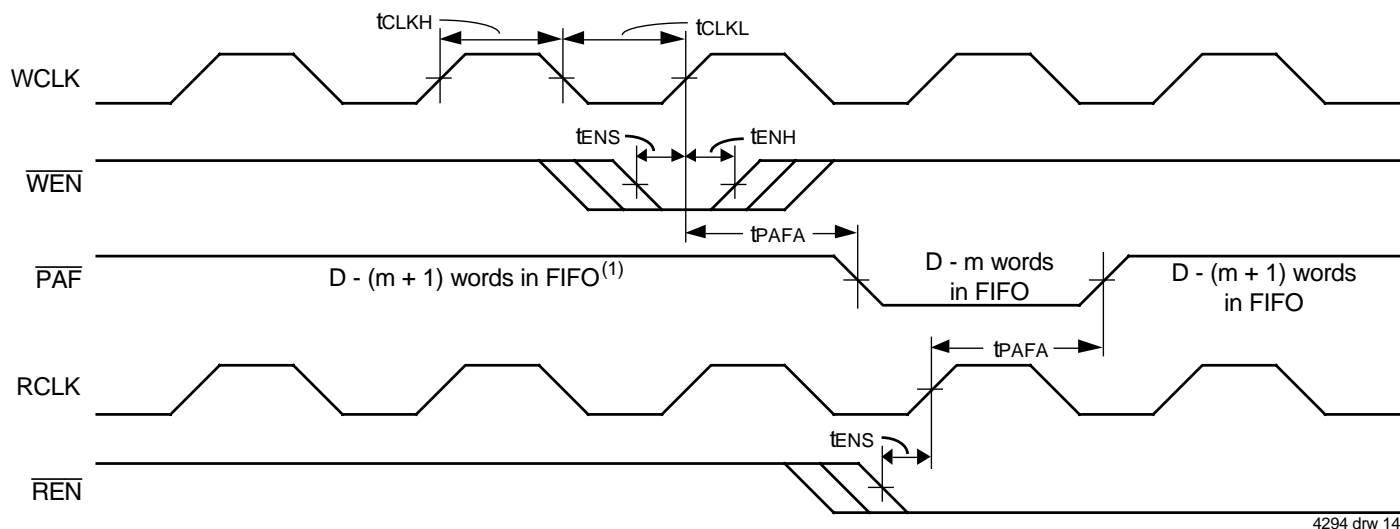 tCLKH
tCLKL
WCLK
tENS
tENH
WEN
tPAFA
PAF
D - (m + 1) words in FIFO(1)
D - m words
in FIFO
D - (m + 1) words
in FIFO
tPAFA
RCLK
tENS
REN
4294 drw 14